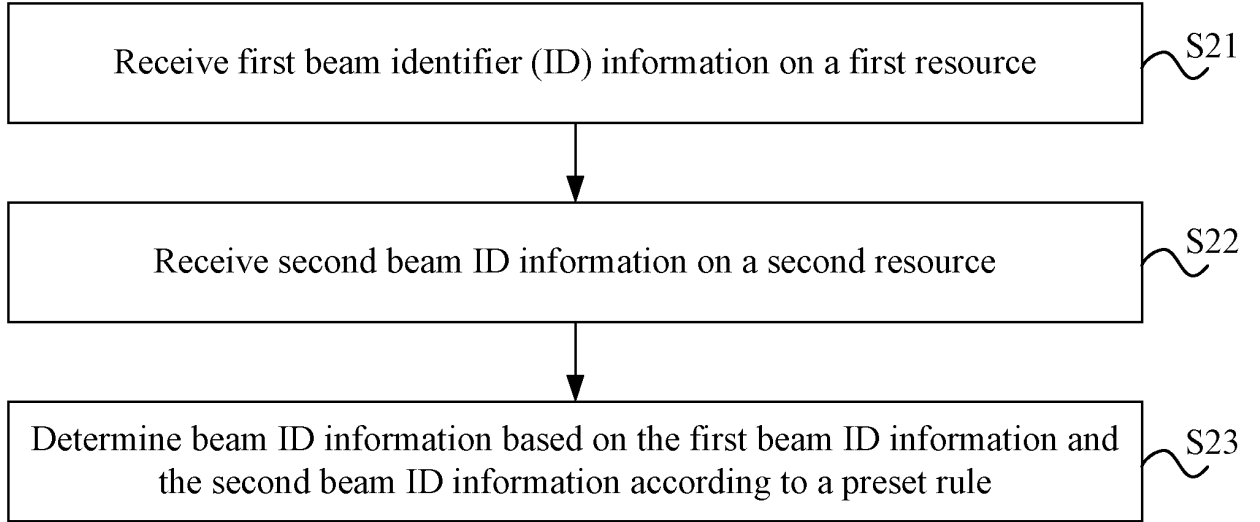 Receive first beam identifier (ID) information on a first resource
S21
Receive second beam ID information on a second resource
S22
Determine beam ID information based on the first beam ID information and
the second beam ID information according to a preset rule
S23